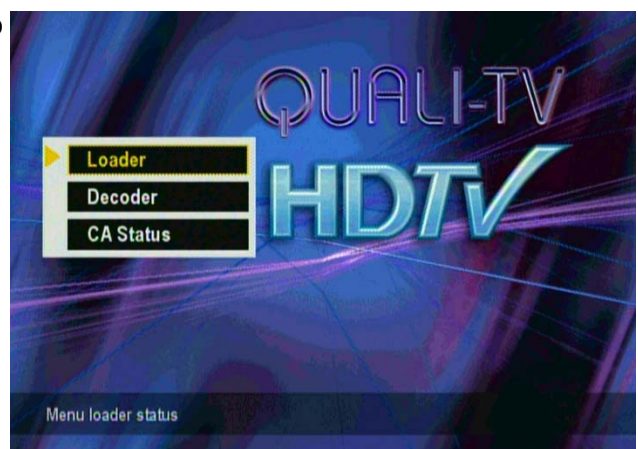 QUALI-TV
HDTV
Loader
Decoder
CA Status
Menu loader status